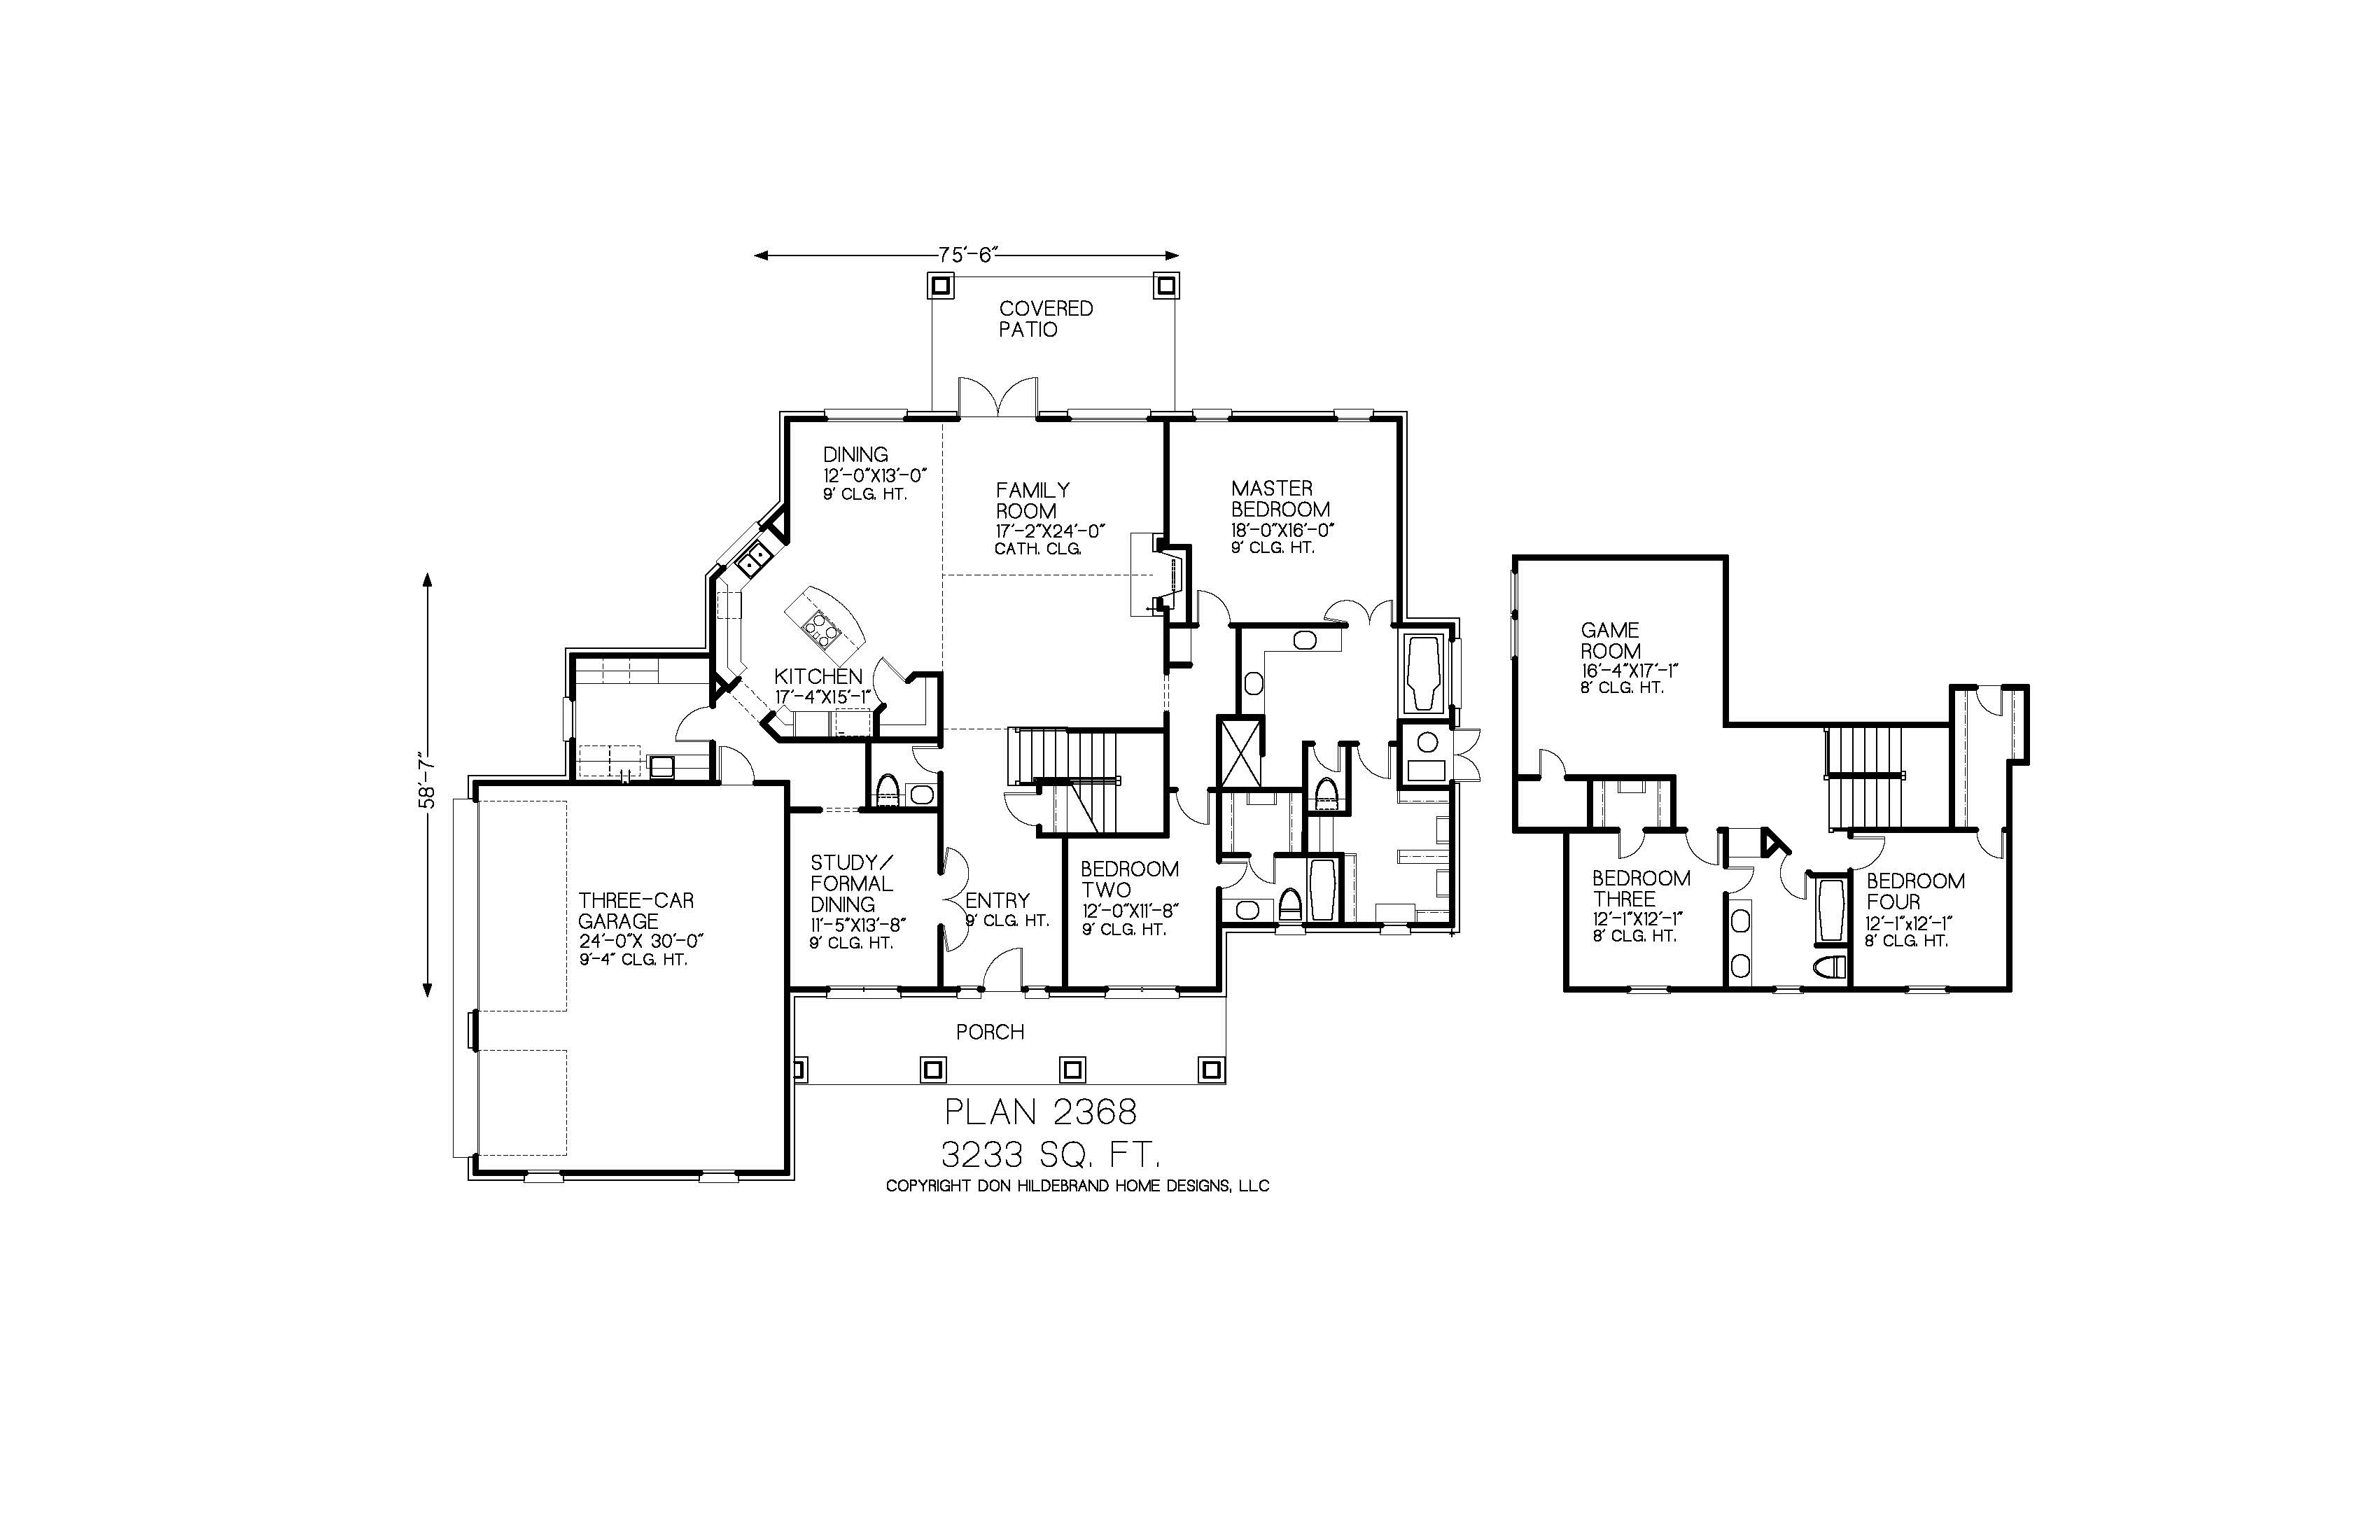 75'-6"
COVERED
PATIO
DINING
12'-0"X13'-0"
9' CLG. HT.
FAMILY
ROOM
17'-2"X24'-0"
CATH. CLG.
MASTER
BEDROOM
18'-0"X16'-0"
9' CLG. HT.
58'-7"
KITCHEN
17'-4"X15'-1"
GAME
ROOM
16'-4"X17'-1"
8' CLG. HT.
THREE-CAR
GARAGE
24'-0"X 30'-0"
9'-4" CLG. HT.
STUDY/
FORMAL
DINING
11'-5"X13'-8"
9' CLG. HT.
ENTRY
9' CLG. HT.
BEDROOM
TWO
12'-0"X11'-8"
9' CLG. HT.
BEDROOM
THREE
12'-1"X12'-1"
8' CLG. HT.
BEDROOM
FOUR
12'-1"x12'-1"
8' CLG. HT.
PORCH
PLAN 2368
3233 SQ. FT.
COPYRIGHT DON HILDEBRAND HOME DESIGNS, LLC